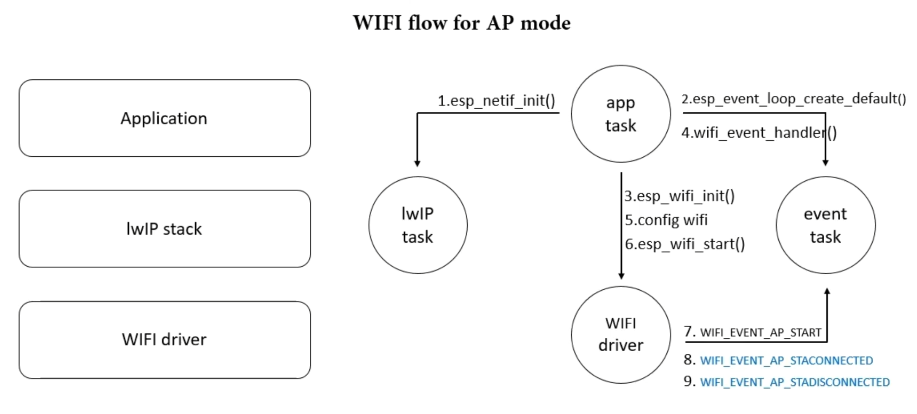 WIFI flow for AP mode
Application
1.esp_netif_init()
app
task
2.esp_event_loop_create_default()
4.wifi_event_handler()
lwIP stack
lwIP
task
3.esp_wifi_init()
5.config wifi
6.esp_wifi_start()
event
task
WIFI driver
WIFI
driver
7. WIFI_EVENT_AP_START
8. WIFI_EVENT_AP_STACONNECTED
9. WIFI_EVENT_AP_STADISCONNECTED